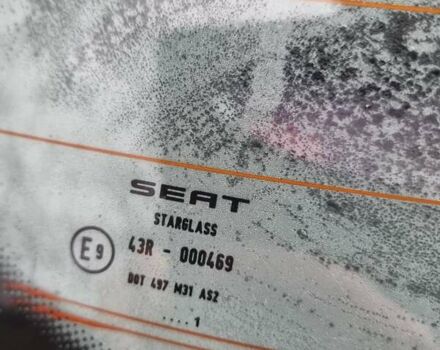 SEAT
STARGLASS
E9 43R - 000469
DOT 497 M31 AS2
.... 1